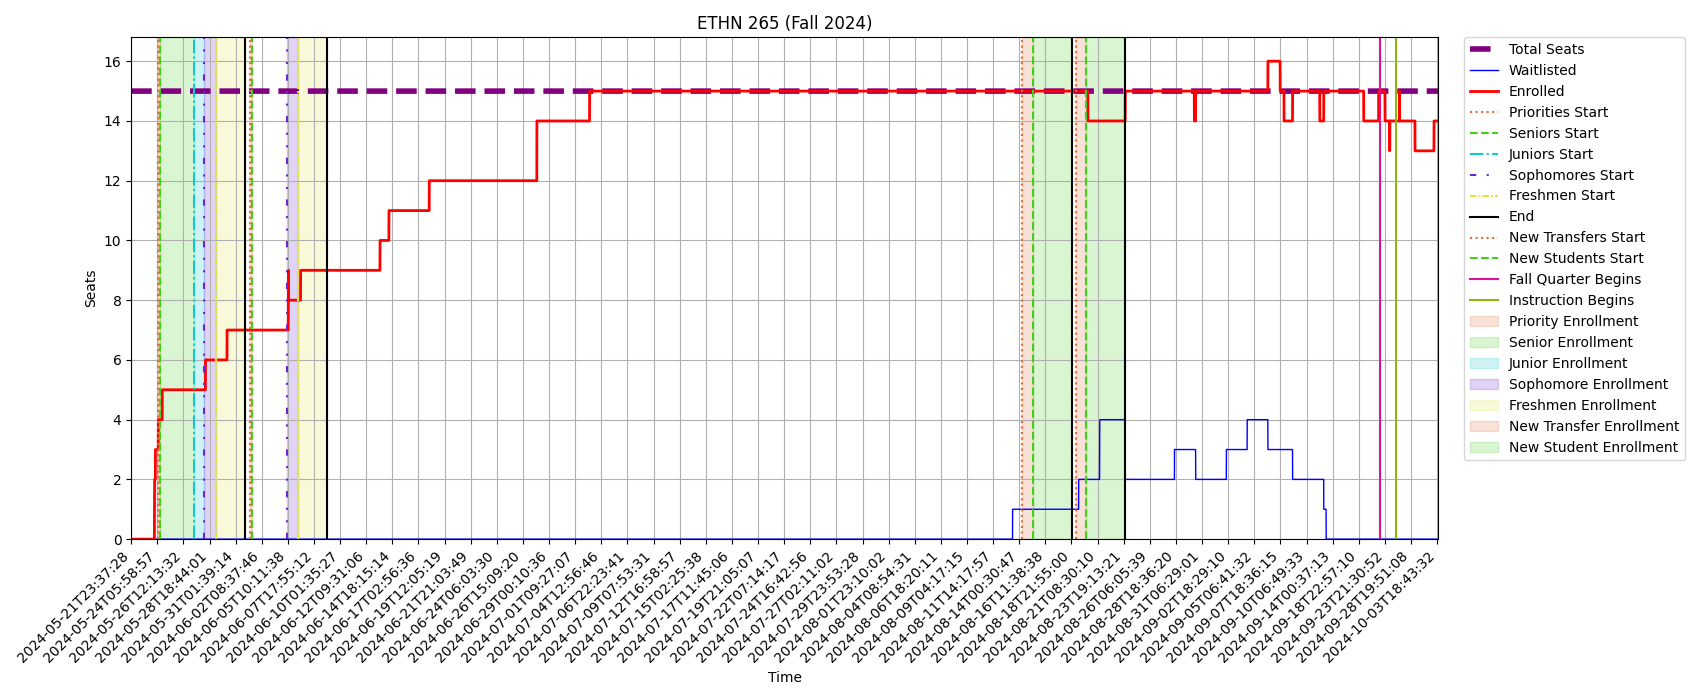 ETHN 265 (Fall 2024)
Seats
16
14
12
10
8
6
4
2
0
2024-05-21T23:37:28
2024-05-24T05:58:57
2024-05-26T12:13:32
2024-05-28T18:44:01
2024-05-31T01:39:14
2024-06-02T08:37:46
2024-06-05T10:11:38
2024-06-07T17:55:12
2024-06-10T01:35:27
2024-06-12T09:31:06
2024-06-14T18:15:14
2024-06-17T02:56:36
2024-06-19T12:05:19
2024-06-21T21:03:49
2024-06-24T06:03:30
2024-06-26T15:09:20
2024-06-29T00:10:36
2024-07-01T09:27:07
2024-07-04T12:56:46
2024-07-06T22:23:41
2024-07-09T07:53:31
2024-07-12T16:58:57
2024-07-15T02:25:38
2024-07-17T11:45:06
2024-07-19T21:05:07
2024-07-22T07:14:17
2024-07-24T16:42:56
2024-07-27T02:11:02
2024-07-29T23:53:28
2024-08-01T23:10:02
2024-08-04T08:54:31
2024-08-06T18:20:11
2024-08-09T04:17:15
2024-08-11T14:17:57
2024-08-14T00:30:47
2024-08-16T11:38:38
2024-08-18T21:55:00
2024-08-21T08:30:10
2024-08-23T19:13:21
2024-08-26T06:05:39
2024-08-28T18:36:20
2024-08-31T06:29:01
2024-09-02T18:29:10
2024-09-05T06:41:32
2024-09-07T18:36:15
2024-09-10T06:49:33
2024-09-14T00:37:13
2024-09-18T22:57:10
2024-09-23T21:30:52
2024-09-28T19:51:08
2024-10-03T18:43:32
Time
Total Seats
Waitlisted
Enrolled
Priorities Start
Seniors Start
Juniors Start
Sophomores Start
Freshmen Start
End
New Transfers Start
New Students Start
Fall Quarter Begins
Instruction Begins
Priority Enrollment
Senior Enrollment
Junior Enrollment
Sophomore Enrollment
Freshmen Enrollment
New Transfer Enrollment
New Student Enrollment